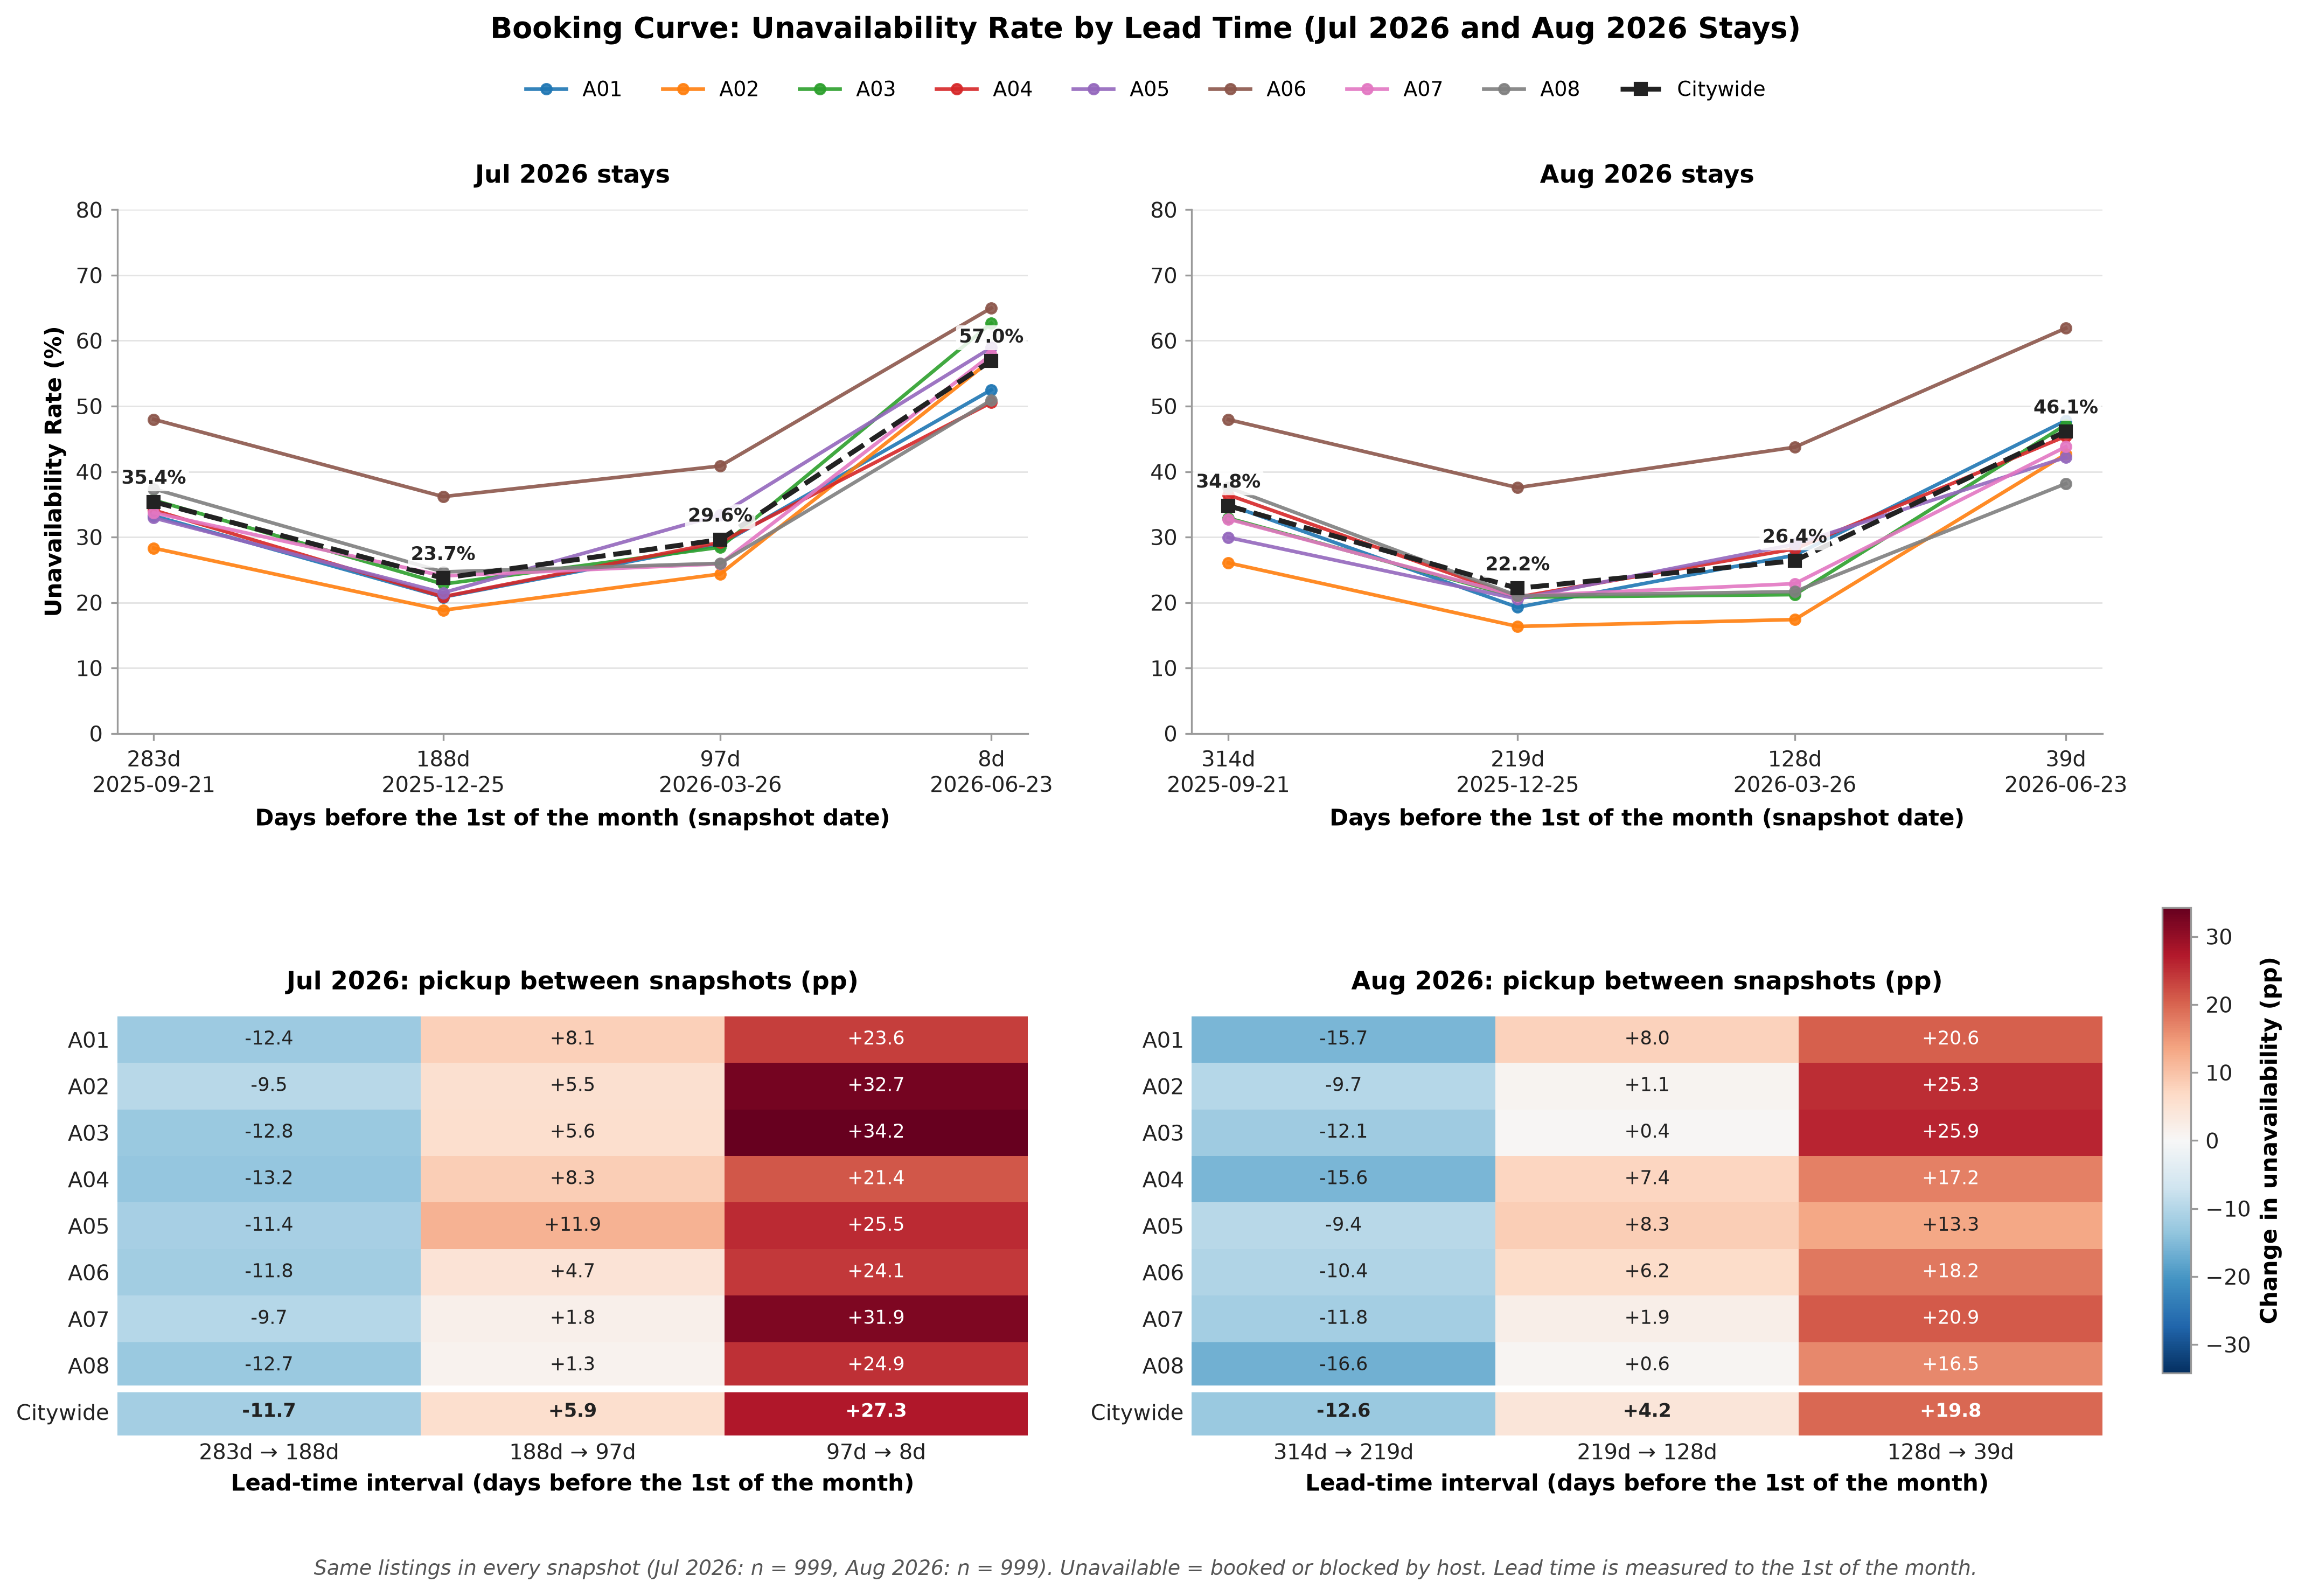 Booking Curve: Unavailability Rate by Lead Time (Jul 2026 and Aug 2026 Stays)
A01 A02 A03 A04 A05 A06 A07 A08 Citywide
Jul 2026 stays
Unavailability Rate (%)
80
70
60
50
40
30
20
10
0
35.4%
23.7%
29.6%
57.0%
283d 188d 97d 8d
2025-09-21 2025-12-25 2026-03-26 2026-06-23
Days before the 1st of the month (snapshot date)
Aug 2026 stays
80
70
60
50
40
30
20
10
0
34.8%
22.2%
26.4%
46.1%
314d 219d 128d 39d
2025-09-21 2025-12-25 2026-03-26 2026-06-23
Days before the 1st of the month (snapshot date)
Jul 2026: pickup between snapshots (pp)
A01 -12.4 +8.1 +23.6
A02 -9.5 +5.5 +32.7
A03 -12.8 +5.6 +34.2
A04 -13.2 +8.3 +21.4
A05 -11.4 +11.9 +25.5
A06 -11.8 +4.7 +24.1
A07 -9.7 +1.8 +31.9
A08 -12.7 +1.3 +24.9
Citywide -11.7 +5.9 +27.3
283d → 188d 188d → 97d 97d → 8d
Lead-time interval (days before the 1st of the month)
Aug 2026: pickup between snapshots (pp)
A01 -15.7 +8.0 +20.6
A02 -9.7 +1.1 +25.3
A03 -12.1 +0.4 +25.9
A04 -15.6 +7.4 +17.2
A05 -9.4 +8.3 +13.3
A06 -10.4 +6.2 +18.2
A07 -11.8 +1.9 +20.9
A08 -16.6 +0.6 +16.5
Citywide -12.6 +4.2 +19.8
314d → 219d 219d → 128d 128d → 39d
Lead-time interval (days before the 1st of the month)
30
20
10
0
−10
−20
−30
Change in unavailability (pp)
Same listings in every snapshot (Jul 2026: n = 999, Aug 2026: n = 999). Unavailable = booked or blocked by host. Lead time is measured to the 1st of the month.